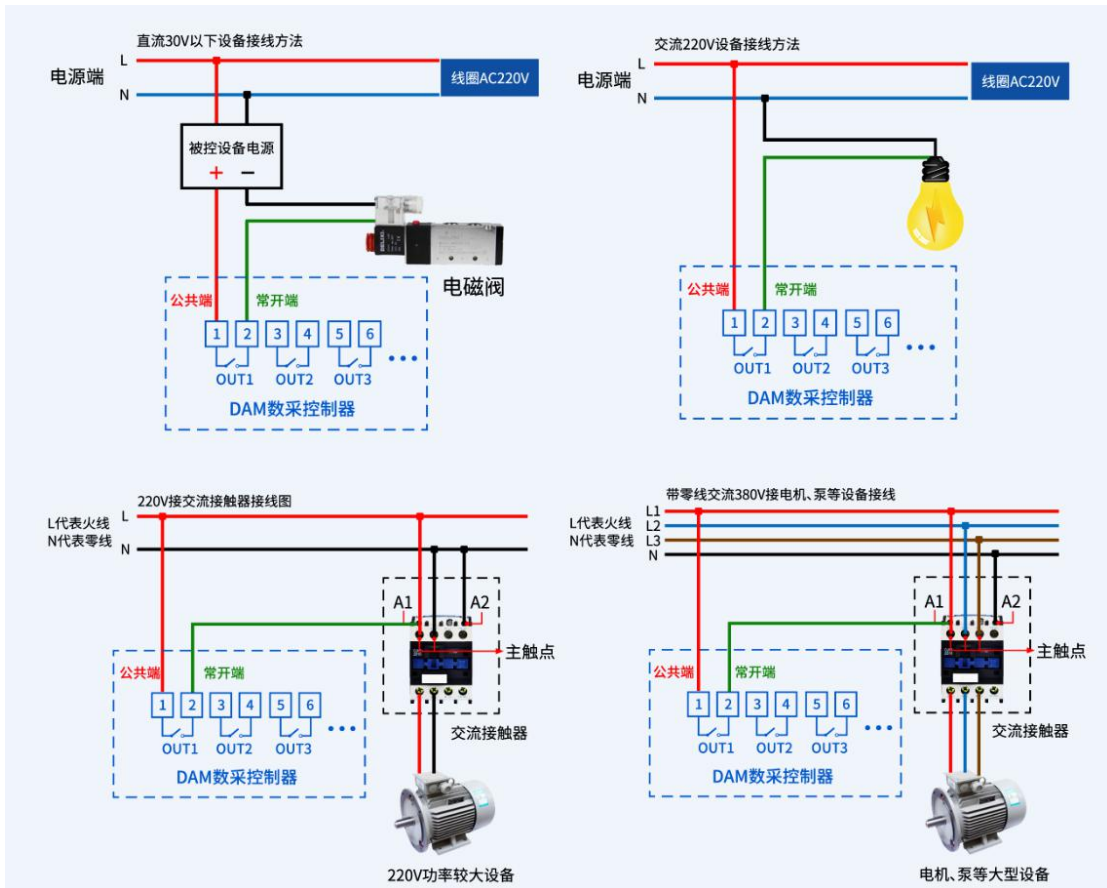 直流30V以下设备接线方法
L
电源端
线圈AC220V
N
被控设备电源
+ −
电磁阀
公共端
常开端
1 2 3 4 5 6
OUT1 OUT2 OUT3
DAM数采控制器
交流220V设备接线方法
L
电源端
线圈AC220V
N
公共端
常开端
1 2 3 4 5 6
OUT1 OUT2 OUT3
DAM数采控制器
220V接交流接触器接线图
L代表火线 L
N代表零线 N
A1 A2
主触点
公共端
常开端
1 2 3 4 5 6
OUT1 OUT2 OUT3
交流接触器
DAM数采控制器
220V功率较大设备
带零线交流380V接电机、泵等设备接线
L1
L代表火线 L2
N代表零线 L3
N
A1 A2
主触点
公共端
常开端
1 2 3 4 5 6
OUT1 OUT2 OUT3
交流接触器
DAM数采控制器
电机、泵等大型设备